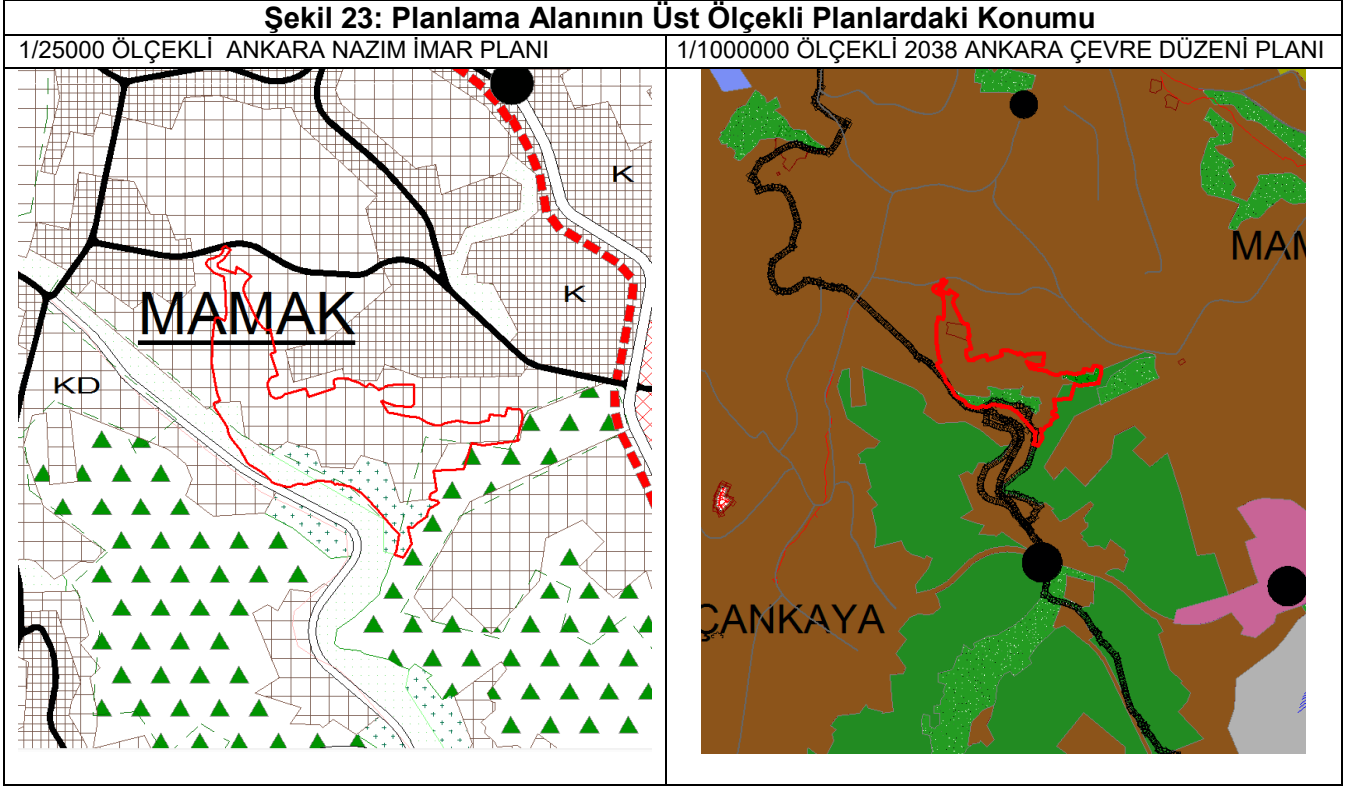 Şekil 23: Planlama Alanının Üst Ölçekli Planlardaki Konumu
1/25000 ÖLÇEKLİ ANKARA NAZIM İMAR PLANI
1/1000000 ÖLÇEKLİ 2038 ANKARA ÇEVRE DÜZENİ PLANI
K
K
MAMAK
KD
MAM
ÇANKAYA